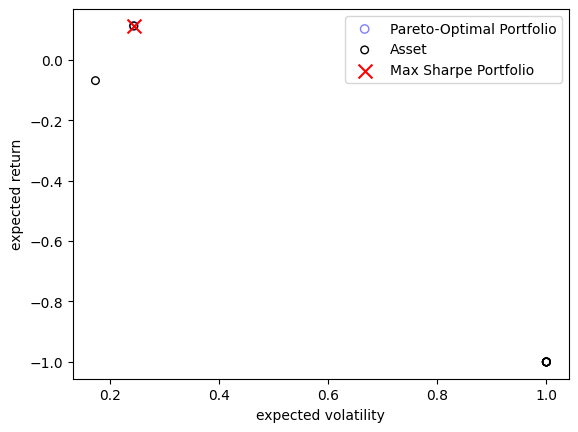 Pareto-Optimal Portfolio
Asset
Max Sharpe Portfolio
expected return
0.0
−0.2
−0.4
−0.6
−0.8
−1.0
0.2
0.4
0.6
0.8
1.0
expected volatility